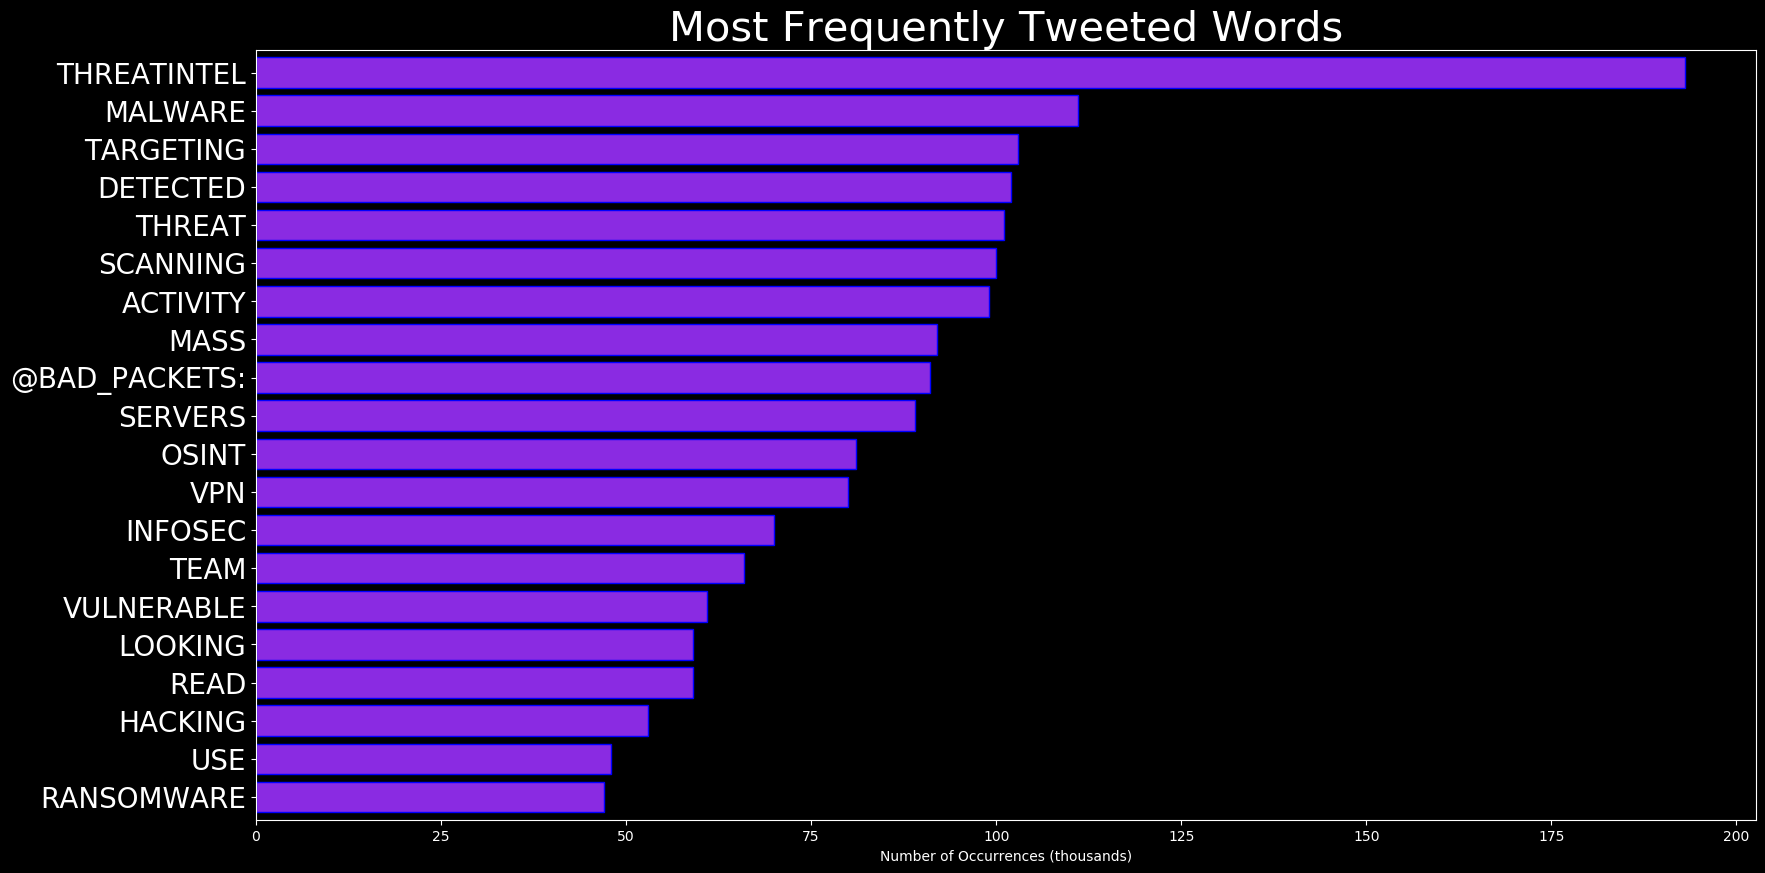 Most Frequently Tweeted Words
THREATINTEL
MALWARE
TARGETING
DETECTED
THREAT
SCANNING
ACTIVITY
MASS
@BAD_PACKETS:
SERVERS
OSINT
VPN
INFOSEC
TEAM
VULNERABLE
LOOKING
READ
HACKING
USE
RANSOMWARE
0 25 50 75 100 125 150 175 200
Number of Occurrences (thousands)